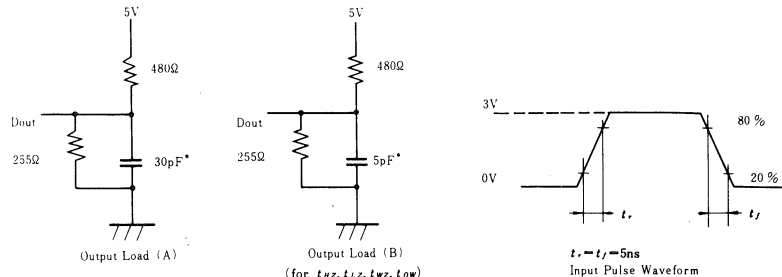 5V
480Ω
Dout
255Ω
30pF*
Output Load (A)
5V
480Ω
Dout
255Ω
5pF*
Output Load (B)
(for tHZ, tLZ, tWZ, tOW)
3V
80%
0V
20%
tr
tf
tr=tf=5ns
Input Pulse Waveform